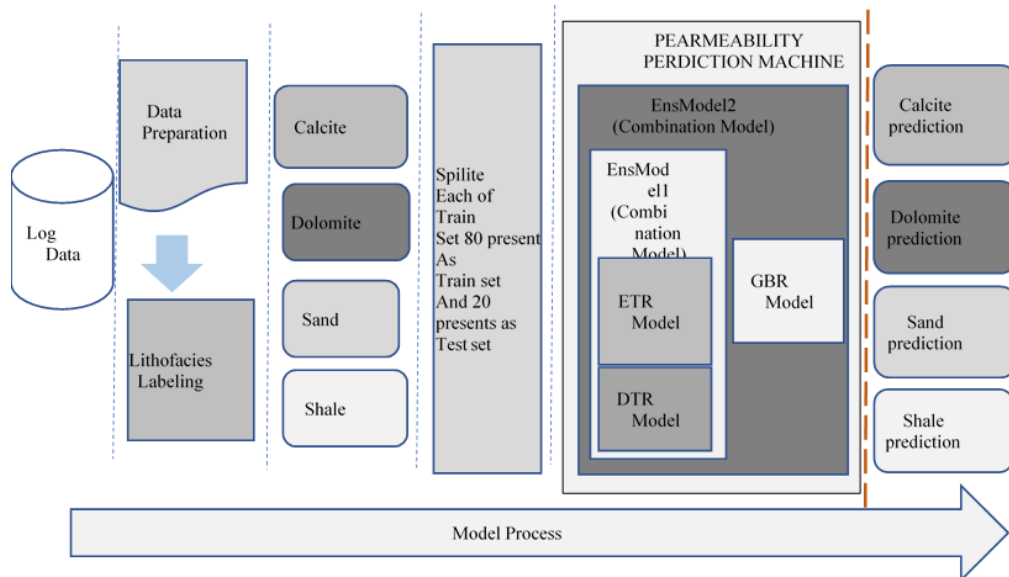 Log
Data
Data
Preparation
Lithofacies
Labeling
Calcite
Dolomite
Sand
Shale
Spilite
Each of
Train
Set 80 present
As
Train set
And 20
presents as
Test set
PEARMEABILITY
PERDICTION MACHINE
EnsModel2
(Combination Model)
EnsMod
el1
(Combi
nation
Model)
ETR
Model
DTR
Model
GBR
Model
Calcite
prediction
Dolomite
prediction
Sand
prediction
Shale
prediction
Model Process